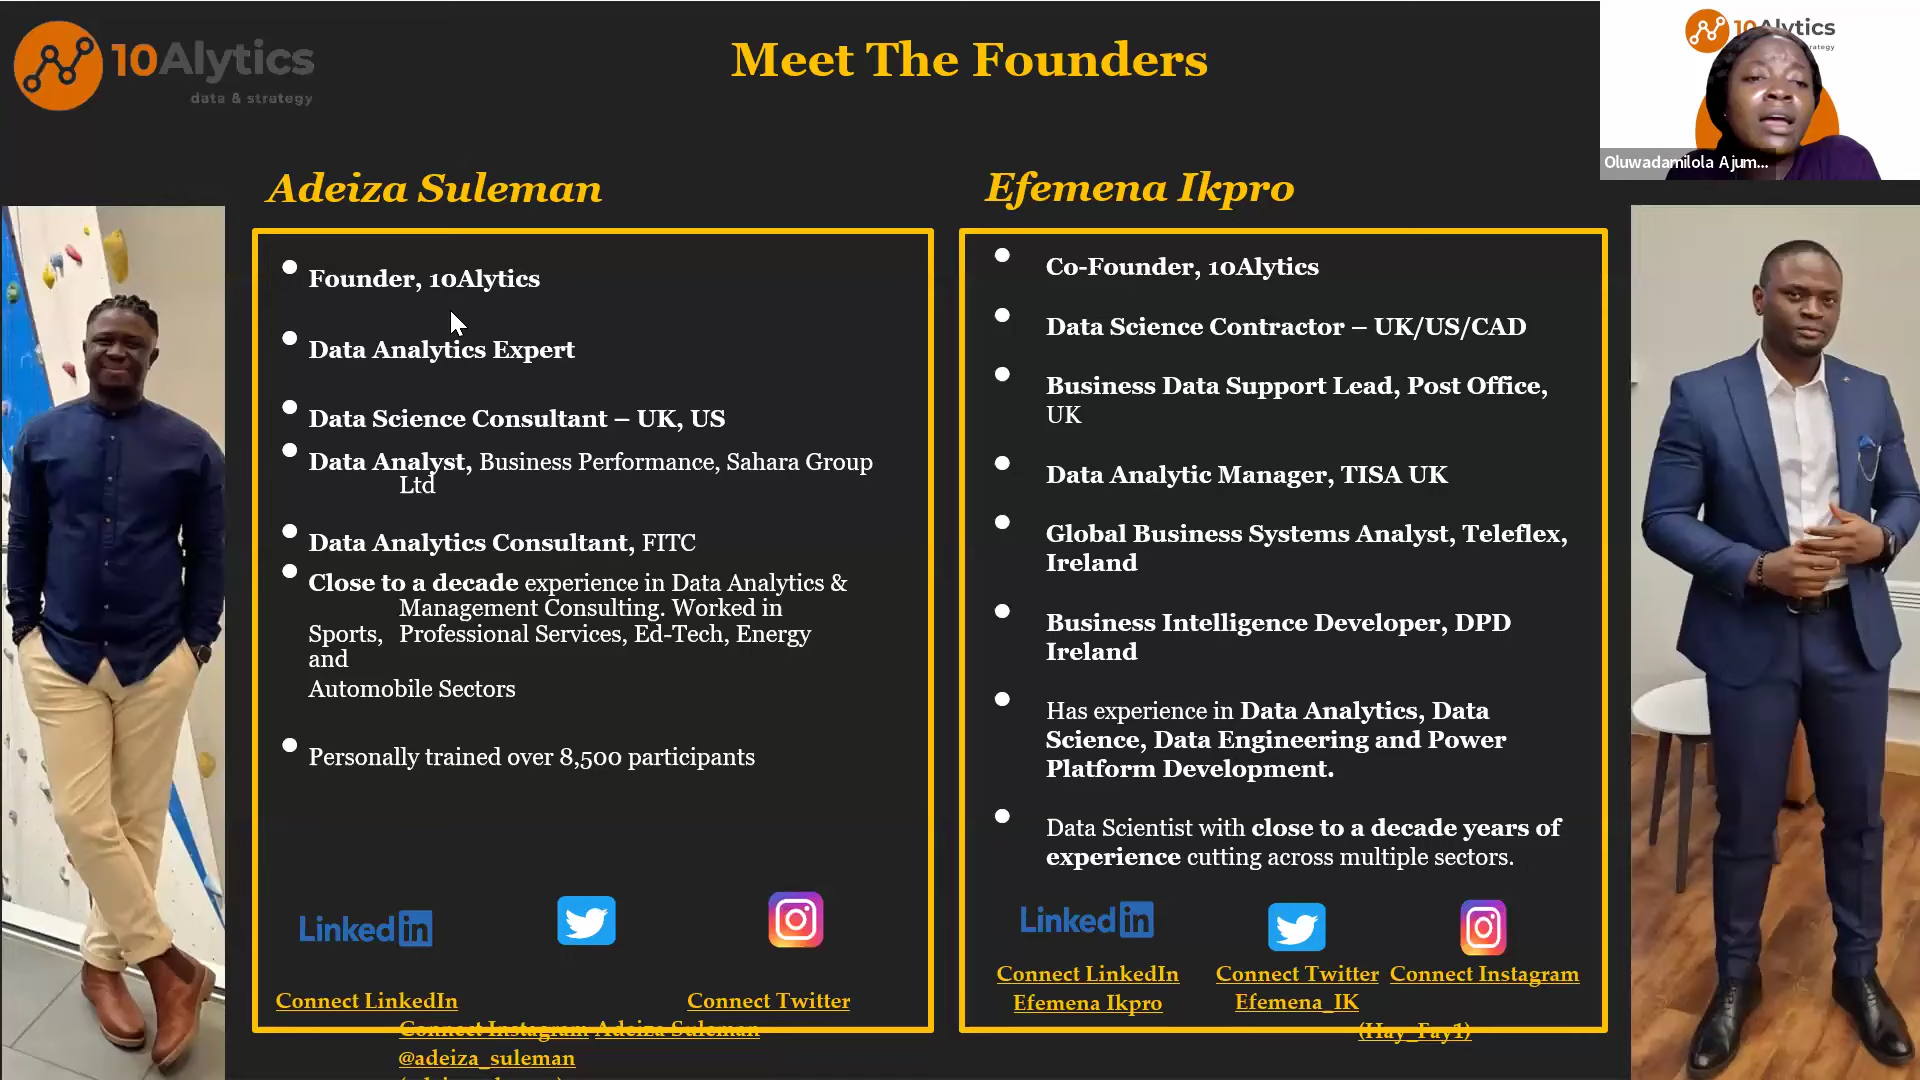 10Alytics
data & strategy
Meet The Founders
10Alytics
Oluwadamilola Ajum...
Adeiza Suleman
Founder, 10Alytics
Data Analytics Expert
Data Science Consultant – UK, US
Data Analyst, Business Performance, Sahara Group
Ltd
Data Analytics Consultant, FITC
Close to a decade experience in Data Analytics &
Management Consulting. Worked in
Sports, Professional Services, Ed-Tech, Energy
and
Automobile Sectors
Personally trained over 8,500 participants
Linked in
Connect LinkedIn
Connect Twitter
Connect Instagram Adeiza Suleman
@adeiza_suleman
Efemena Ikpro
Co-Founder, 10Alytics
Data Science Contractor – UK/US/CAD
Business Data Support Lead, Post Office,
UK
Data Analytic Manager, TISA UK
Global Business Systems Analyst, Teleflex,
Ireland
Business Intelligence Developer, DPD
Ireland
Has experience in Data Analytics, Data
Science, Data Engineering and Power
Platform Development.
Data Scientist with close to a decade years of
experience cutting across multiple sectors.
Linked in
Connect LinkedIn Connect Twitter Connect Instagram
Efemena Ikpro Efemena_IK
(Hay_Fay1)